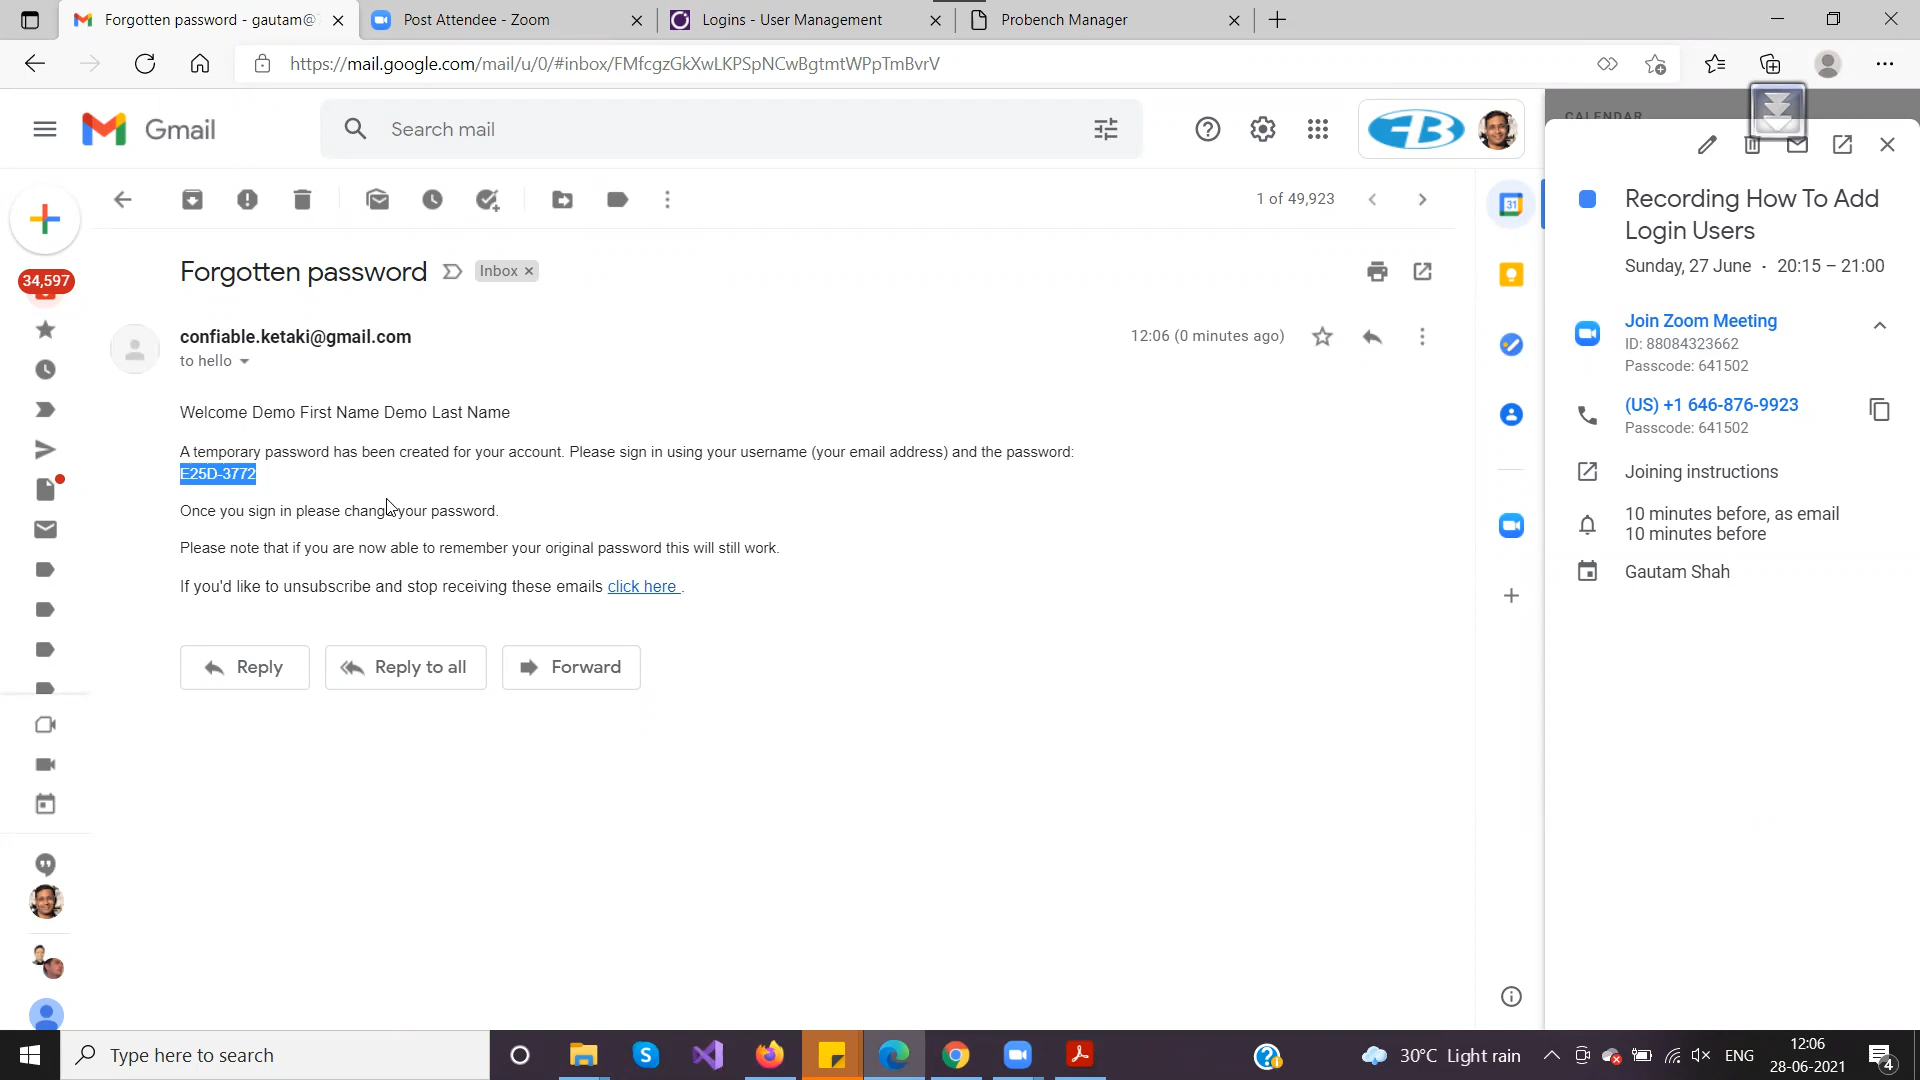 Forgotten password - gautam@
Post Attendee - Zoom
Logins - User Management
Probench Manager
https://mail.google.com/mail/u/0/#inbox/FMfcgzGkXwLKPSpNCwBgtmtWPpTmBvrV
Gmail
Search mail
CALENDAR
1 of 49,923
31
Recording How To Add
Login Users
Sunday, 27 June · 20:15 – 21:00
34,597
Forgotten password
Inbox ×
confiable.ketaki@gmail.com
12:06 (0 minutes ago)
to hello
Join Zoom Meeting
ID: 88084323662
Passcode: 641502
Welcome Demo First Name Demo Last Name
(US) +1 646-876-9923
Passcode: 641502
A temporary password has been created for your account. Please sign in using your username (your email address) and the password:
E25D-3772
Joining instructions
Once you sign in please change your password.
10 minutes before, as email
10 minutes before
Please note that if you are now able to remember your original password this will still work.
Gautam Shah
If you'd like to unsubscribe and stop receiving these emails click here .
Reply
Reply to all
Forward
Type here to search
30°C Light rain
ENG
12:06
28-06-2021
4